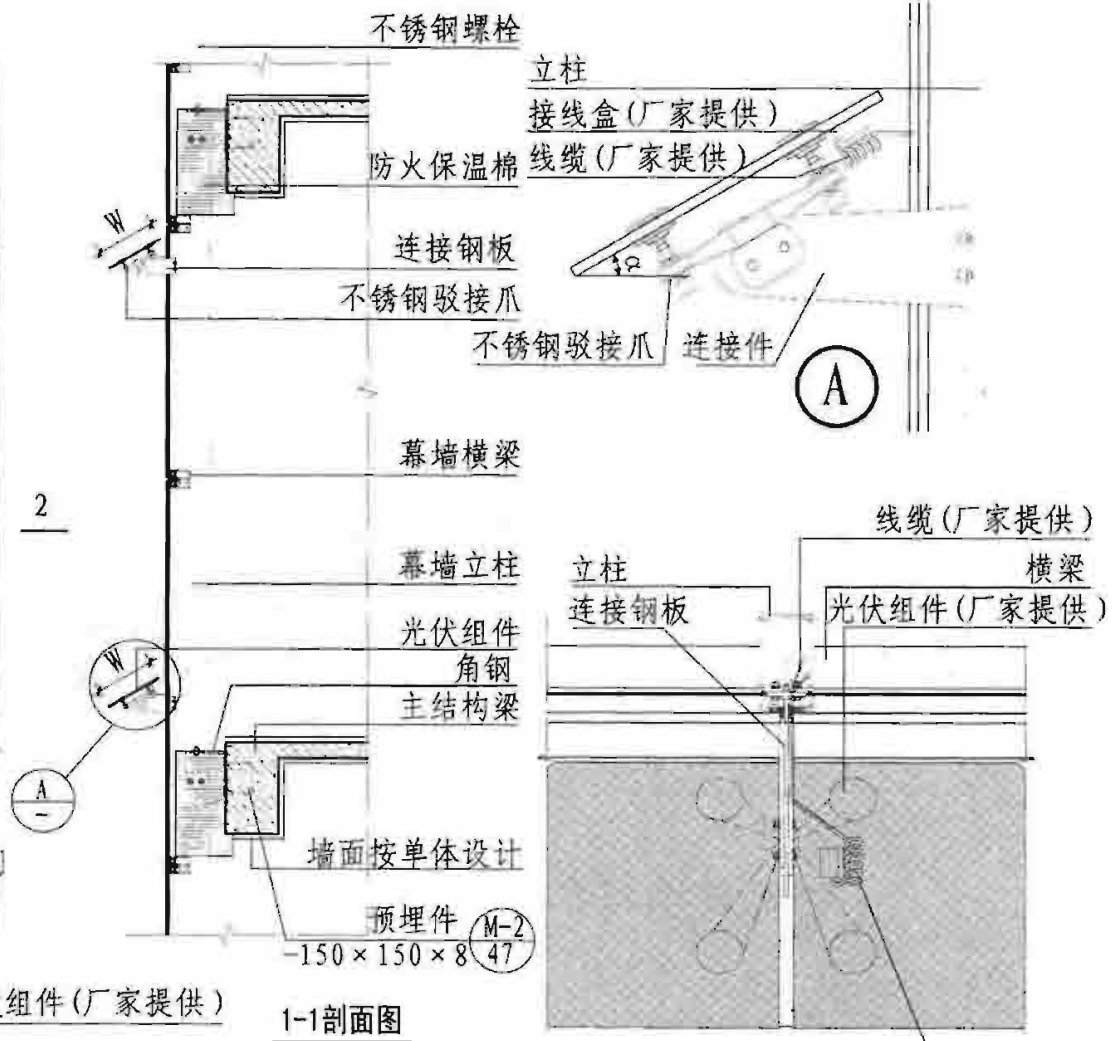 不锈钢螺栓
防火保温棉
W
连接钢板
不锈钢驳接爪
幕墙横梁
2
幕墙立柱
光伏组件
W
角钢
主结构梁
A
-
墙面按单体设计
预埋件
-150×150×8
M-2
47
组件(厂家提供)
1-1剖面图
立柱
接线盒(厂家提供)
线缆(厂家提供)
α
不锈钢驳接爪
连接件
A
线缆(厂家提供)
立柱
横梁
连接钢板
光伏组件(厂家提供)